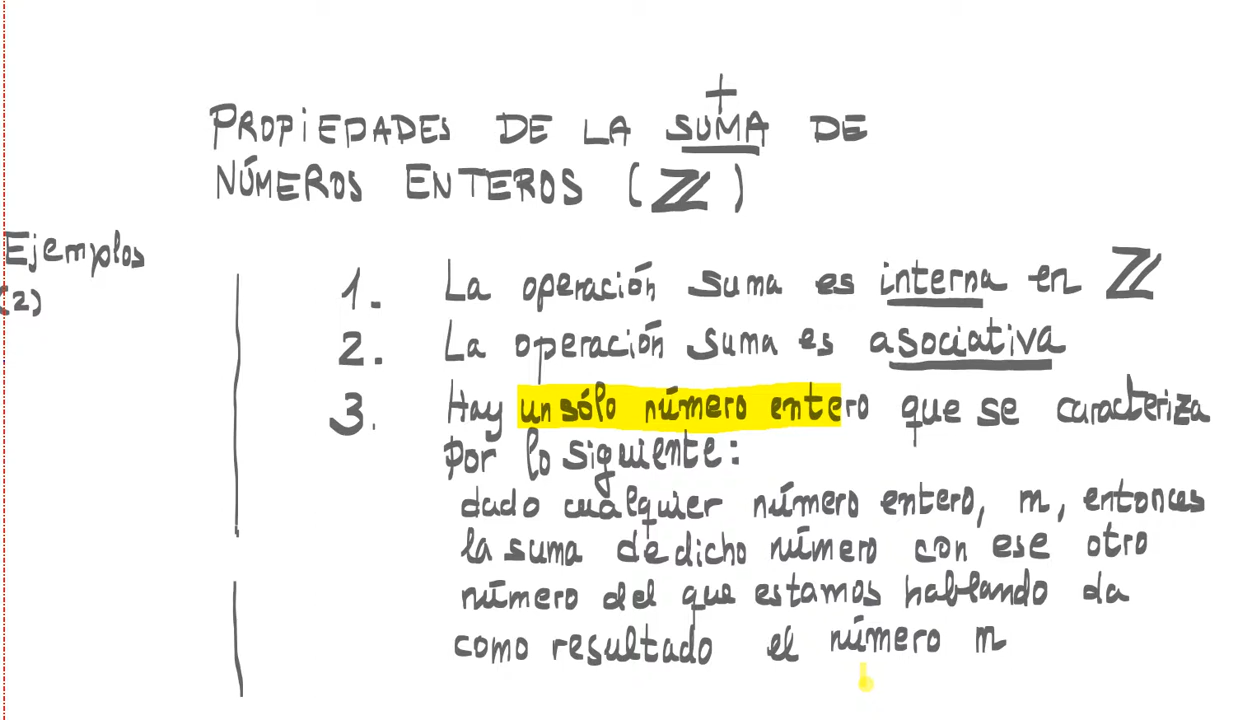 +
PROPIEDADES DE LA SUMA DE
NÚMEROS ENTEROS (ℤ)
Ejemplos
(2)
1. La operación suma es interna en ℤ
2. La operación suma es asociativa
3. Hay un sólo número entero que se caracteriza
por lo siguiente:
dado cualquier número entero, m, entonces
la suma de dicho número con ese otro
número del que estamos hablando da
como resultado el número m